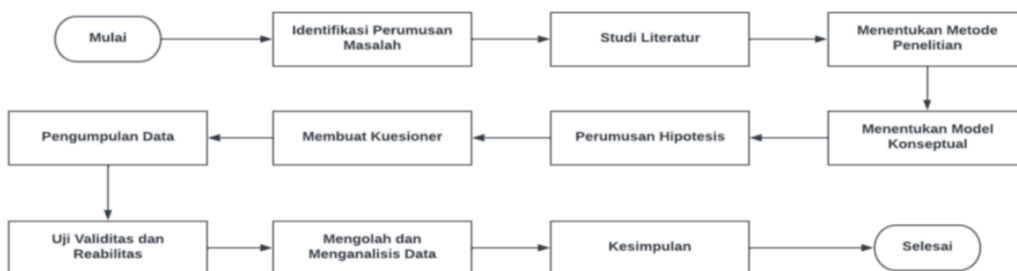 Mulai
Identifikasi Perumusan
Masalah
Studi Literatur
Menentukan Metode
Penelitian
Menentukan Model
Konseptual
Perumusan Hipotesis
Membuat Kuesioner
Pengumpulan Data
Uji Validitas dan
Reabilitas
Mengolah dan
Menganalisis Data
Kesimpulan
Selesai